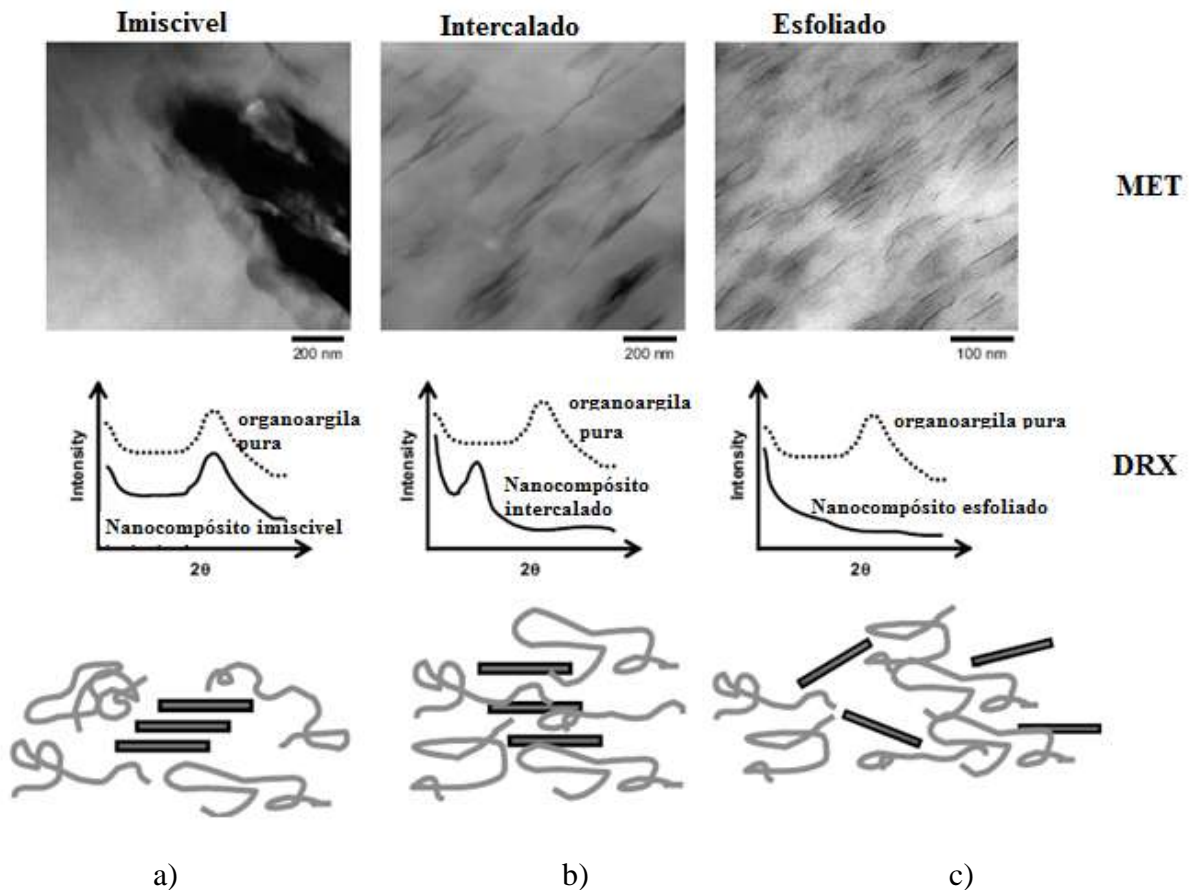 Imiscivel
Intercalado
Esfoliado
MET
200 nm
200 nm
100 nm
Intensity
organoargila
pura
Nanocompósito imiscivel
2θ
Intensity
organoargila
pura
Nanocompósito
intercalado
2θ
Intensity
organoargila pura
Nanocompósito esfoliado
2θ
DRX
a)
b)
c)